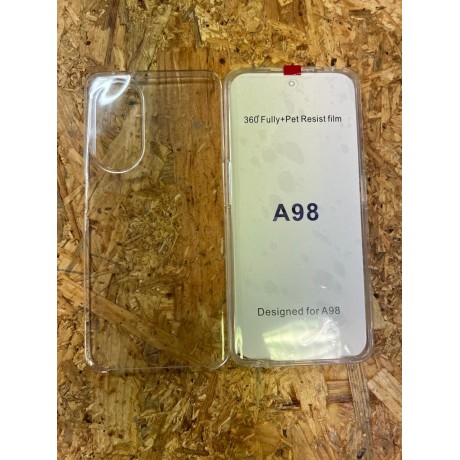 360°Fully+Pet Resist film
A98
Designed for A98